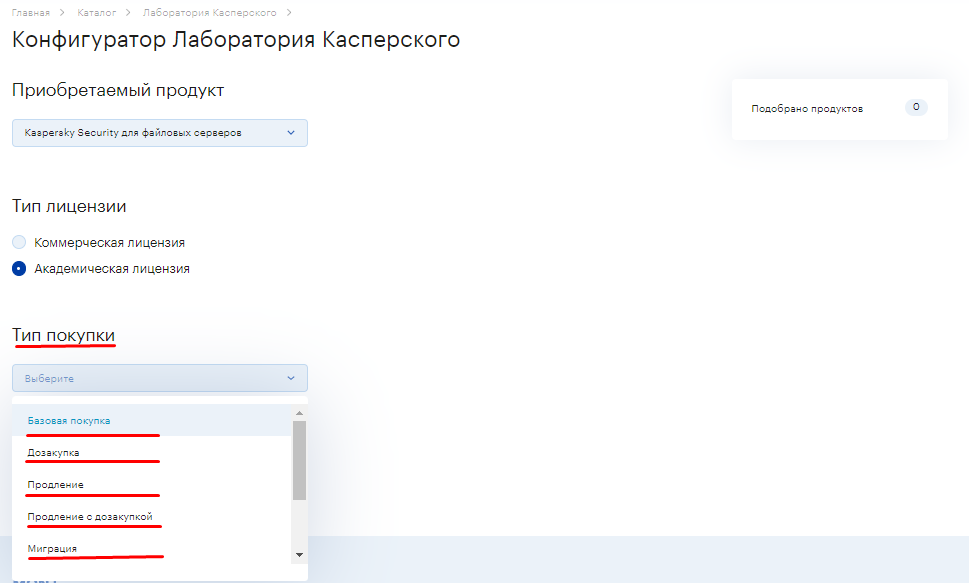 Главная > Каталог > Лаборатория Касперского >
Конфигуратор Лаборатория Касперского
Приобретаемый продукт
Kaspersky Security для файловых серверов
Подобрано продуктов 0
Тип лицензии
Коммерческая лицензия
Академическая лицензия
Тип покупки
Выберите
Базовая покупка
Дозакупка
Продление
Продление с дозакупкой
Миграция